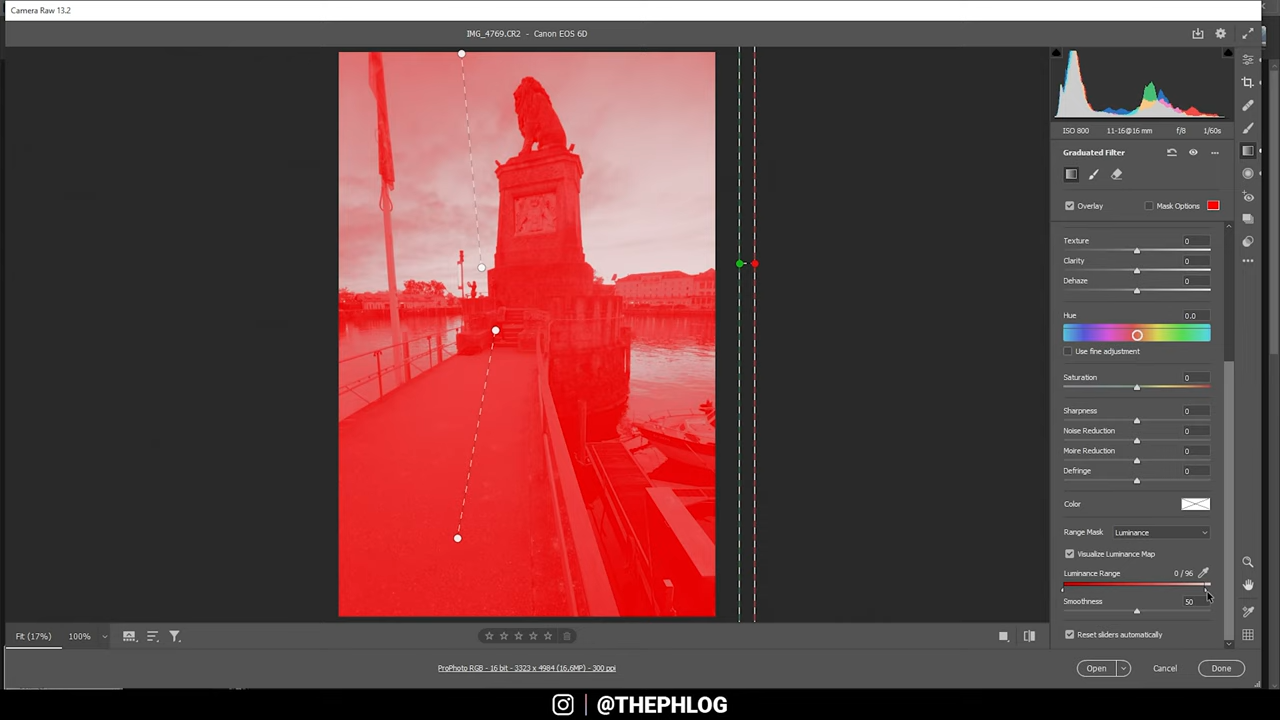 Camera Raw 13.2
IMG_4769.CR2 - Canon EOS 6D
ISO 800 11-16@16 mm f/8 1/60s
Graduated Filter
Overlay Mask Options
Texture 0
Clarity 0
Dehaze 0
Hue 0.0
Use fine adjustment
Saturation 0
Sharpness 0
Noise Reduction 0
Moire Reduction 0
Defringe 0
Color
Range Mask Luminance
Visualize Luminance Map
Luminance Range 0 / 96
Smoothness 50
Reset sliders automatically
Fit (17%) 100%
ProPhoto RGB - 16 bit - 3323 x 4984 (16.6MP) - 300 ppi
Open Cancel Done
@THEPHLOG